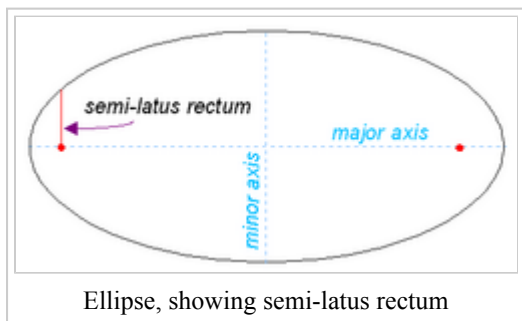 semi-latus rectum
major axis
minor axis
Ellipse, showing semi-latus rectum